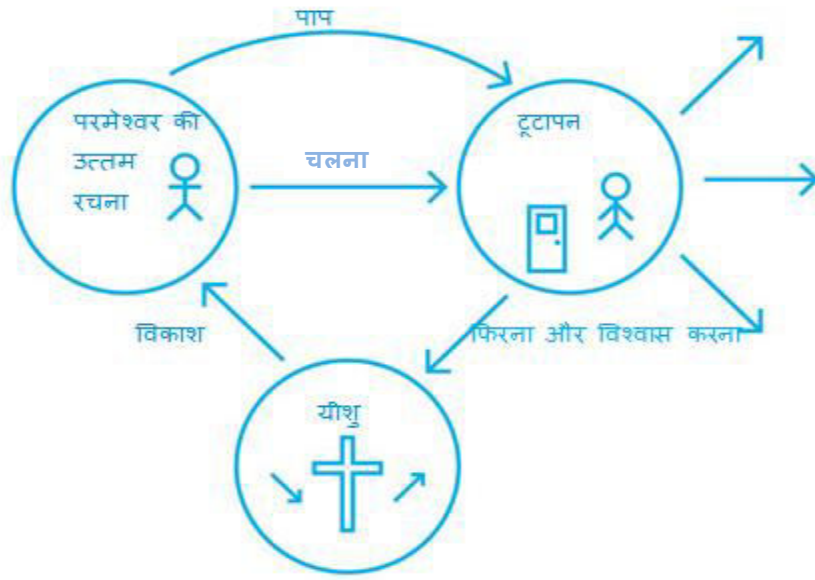 पाप
परमेश्वर की
उत्तम
रचना
चलना
टूटापन
विकाश
फिरना और विश्वास करना
यीशु